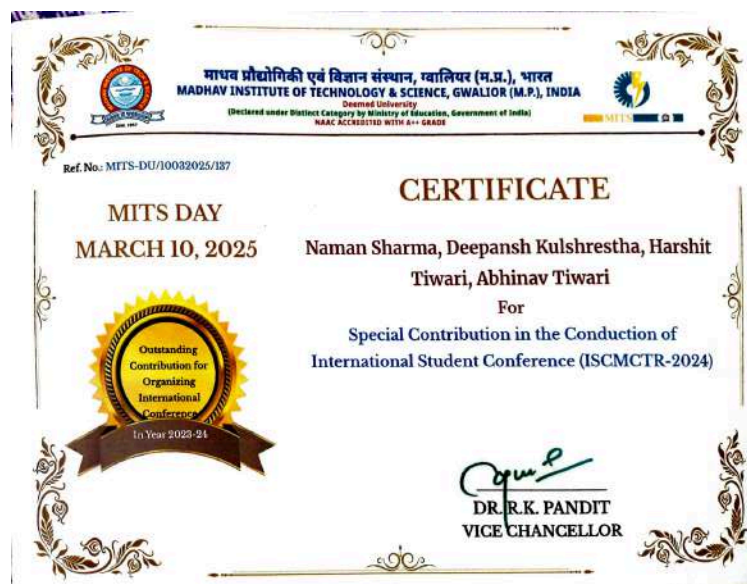 माधव प्रौद्योगिकी एवं विज्ञान संस्थान, ग्वालियर (म.प्र.), भारत
MADHAV INSTITUTE OF TECHNOLOGY & SCIENCE, GWALIOR (M.P.), INDIA
Deemed University
(Declared under Distinct Category by Ministry of Education, Government of India)
NAAC ACCREDITED WITH A++ GRADE
MITS
Ref. No.: MITS-DU/10032025/137
MITS DAY
MARCH 10, 2025
Outstanding
Contribution for
Organizing
International
Conference
In Year 2023-24
CERTIFICATE
Naman Sharma, Deepansh Kulshrestha, Harshit
Tiwari, Abhinav Tiwari
For
Special Contribution in the Conduction of
International Student Conference (ISCMCTR-2024)
DR. R.K. PANDIT
VICE CHANCELLOR